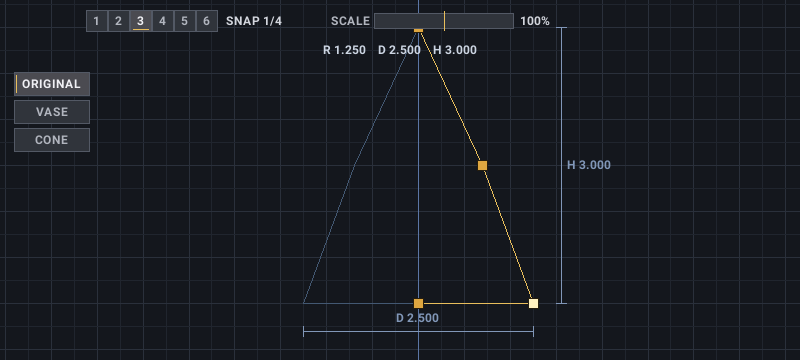 1 2 3 4 5 6 SNAP 1/4 SCALE 100%
R 1.250 D 2.500 H 3.000
ORIGINAL
VASE
CONE
H 3.000
D 2.500